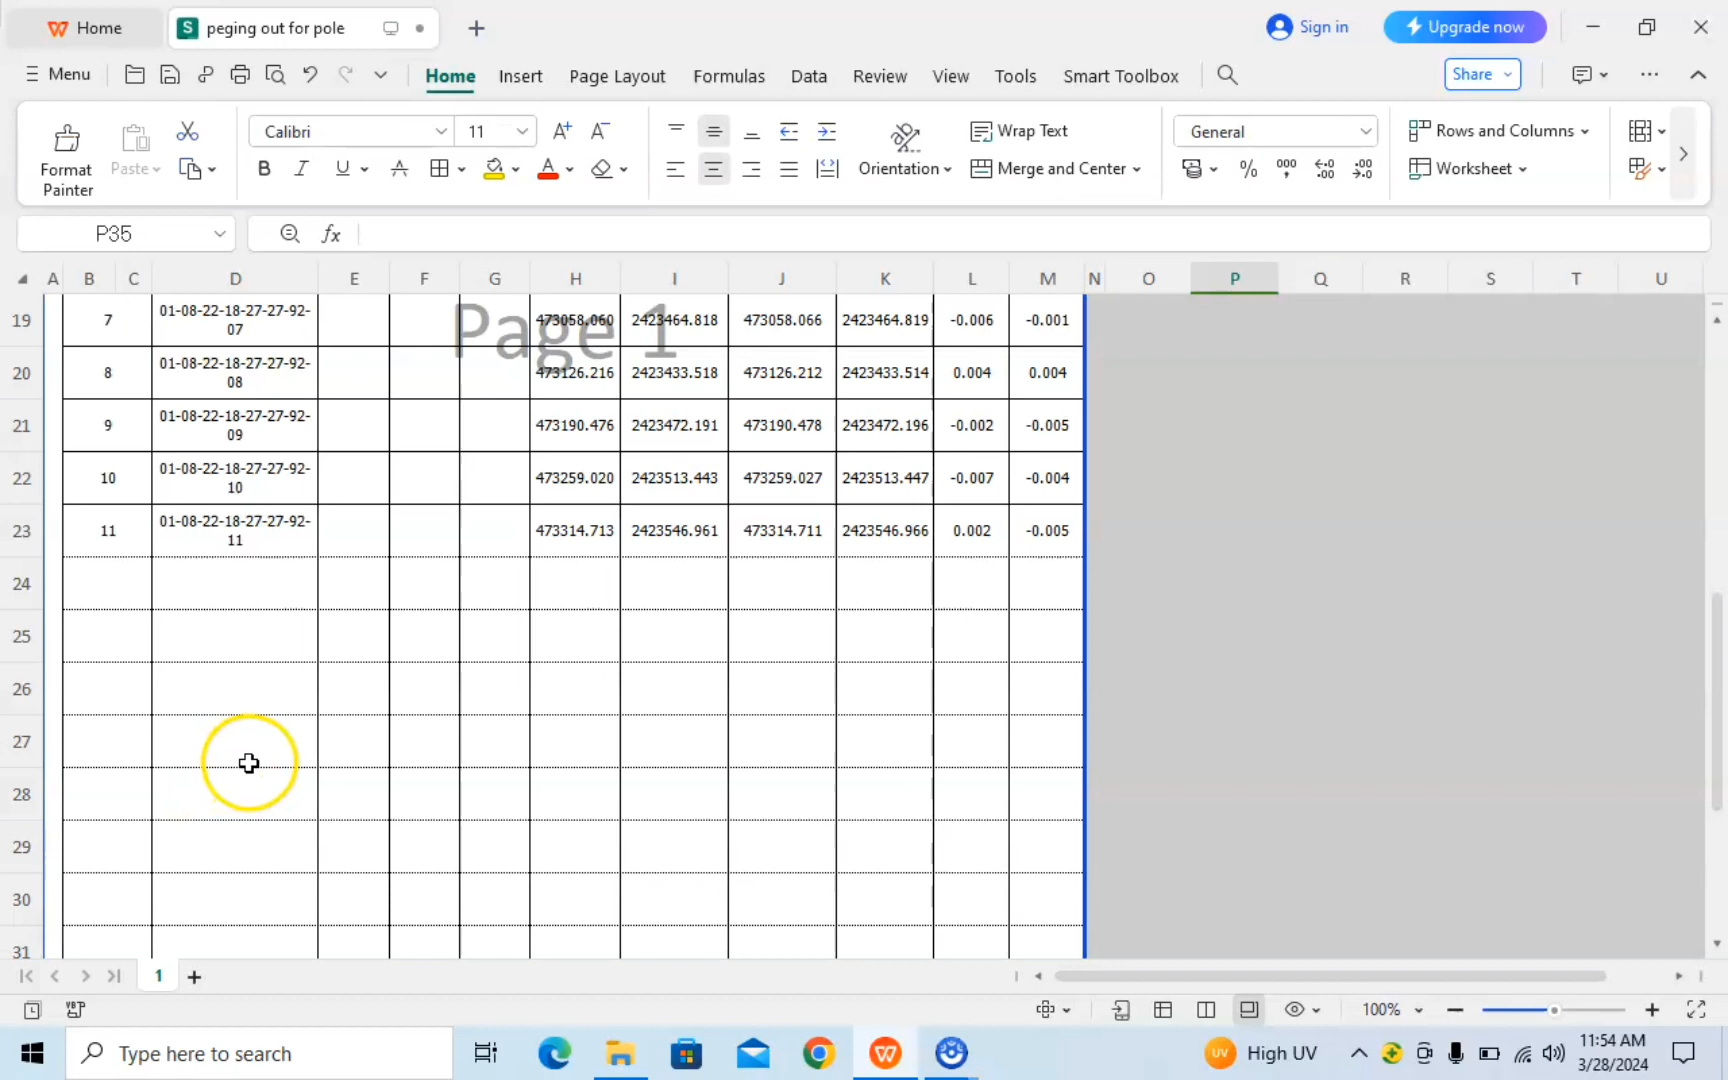 Home
peging out for pole
Sign in
Upgrade now
Menu
Home
Insert
Page Layout
Formulas
Data
Review
View
Tools
Smart Toolbox
Share
Format Painter
Paste
Calibri
11
A+
A-
B I U A
Orientation
Wrap Text
Merge and Center
General
%
000
Rows and Columns
Worksheet
P35
fx
A B C D E F G H I J K L M N O P Q R S T U
Page 1
19 7 01-08-22-18-27-27-92-07 473058.060 2423464.818 473058.066 2423464.819 -0.006 -0.001
20 8 01-08-22-18-27-27-92-08 473126.216 2423433.518 473126.212 2423433.514 0.004 0.004
21 9 01-08-22-18-27-27-92-09 473190.476 2423472.191 473190.478 2423472.196 -0.002 -0.005
22 10 01-08-22-18-27-27-92-10 473259.020 2423513.443 473259.027 2423513.447 -0.007 -0.004
23 11 01-08-22-18-27-27-92-11 473314.713 2423546.961 473314.711 2423546.966 0.002 -0.005
24
25
26
27
28
29
30
31
1
100%
Type here to search
UV
High UV
11:54 AM
3/28/2024